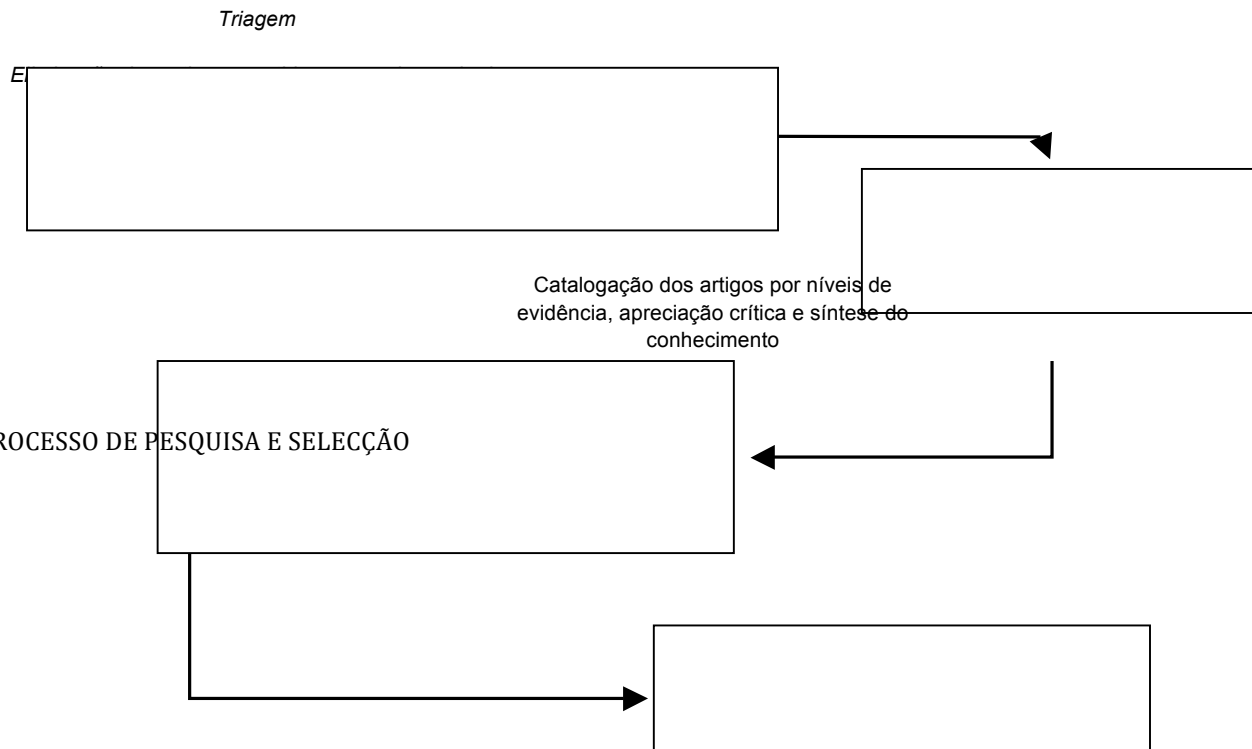 Triagem
Catalogação dos artigos por níveis de
evidência, apreciação crítica e síntese do
conhecimento
ROCESSO DE PESQUISA E SELECÇÃO